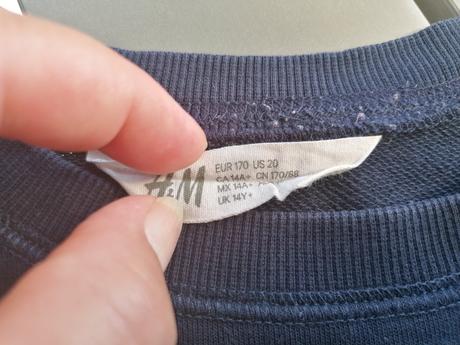 H&M
EUR 170 US 20
CA 14A+ CN 170/88
MX 14A+
UK 14Y+